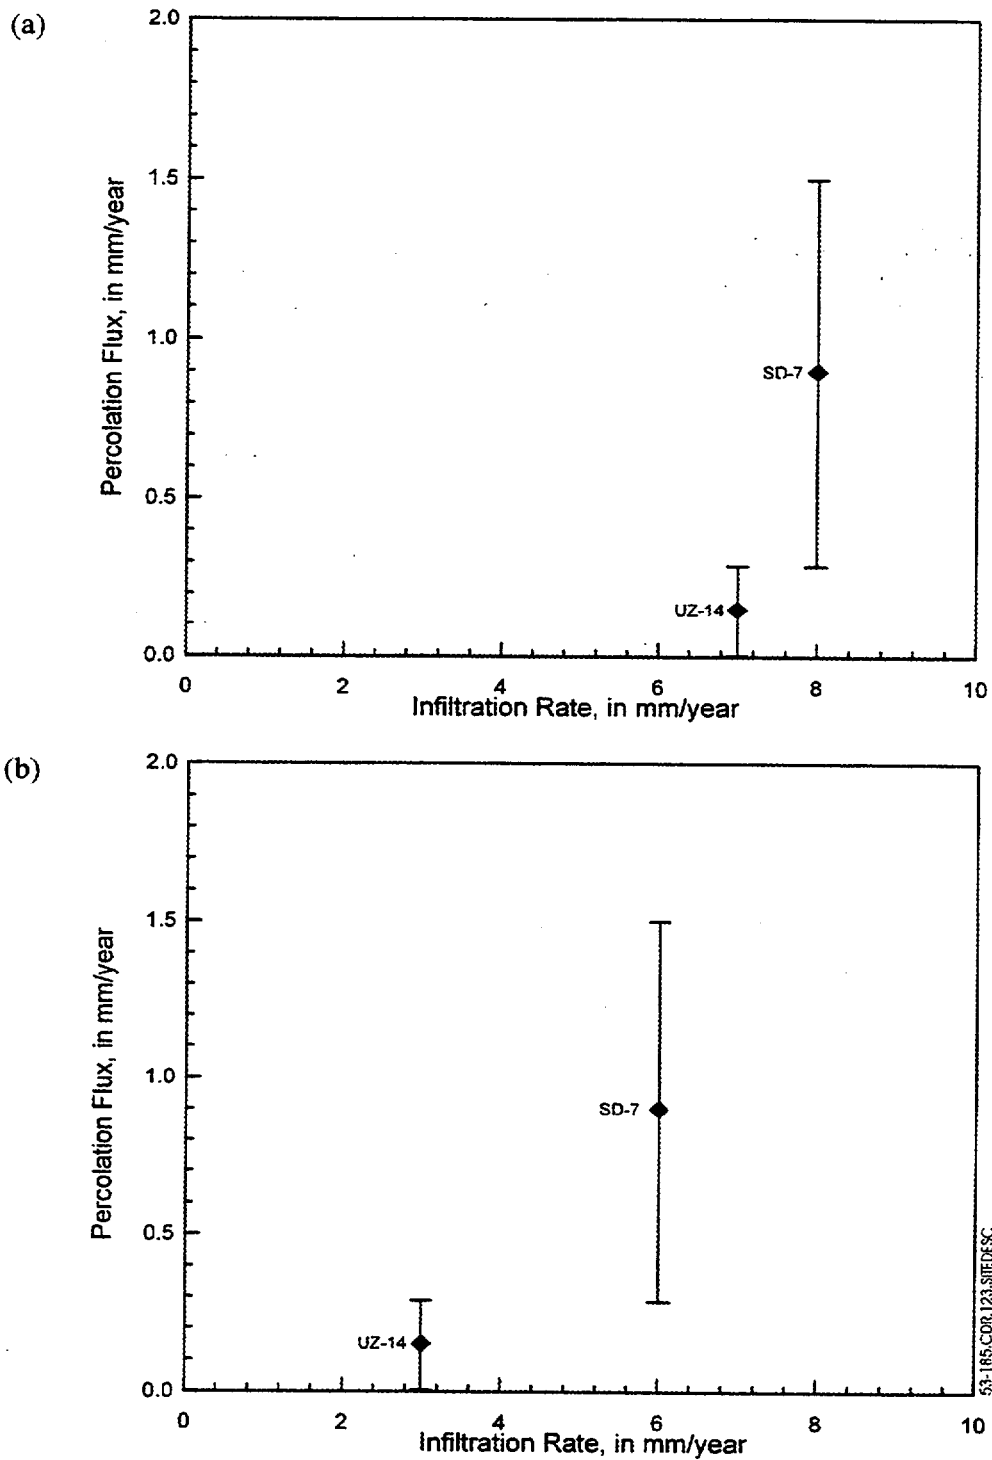 (a)
2.0
1.5
1.0
0.5
0.0
Percolation Flux, in mm/year
SD-7
UZ-14
0 2 4 6 8 10
Infiltration Rate, in mm/year
(b)
2.0
1.5
1.0
0.5
0.0
Percolation Flux, in mm/year
SD-7
UZ-14
0 2 4 6 8 10
Infiltration Rate, in mm/year
53-185.CDR.123.SITEDESC